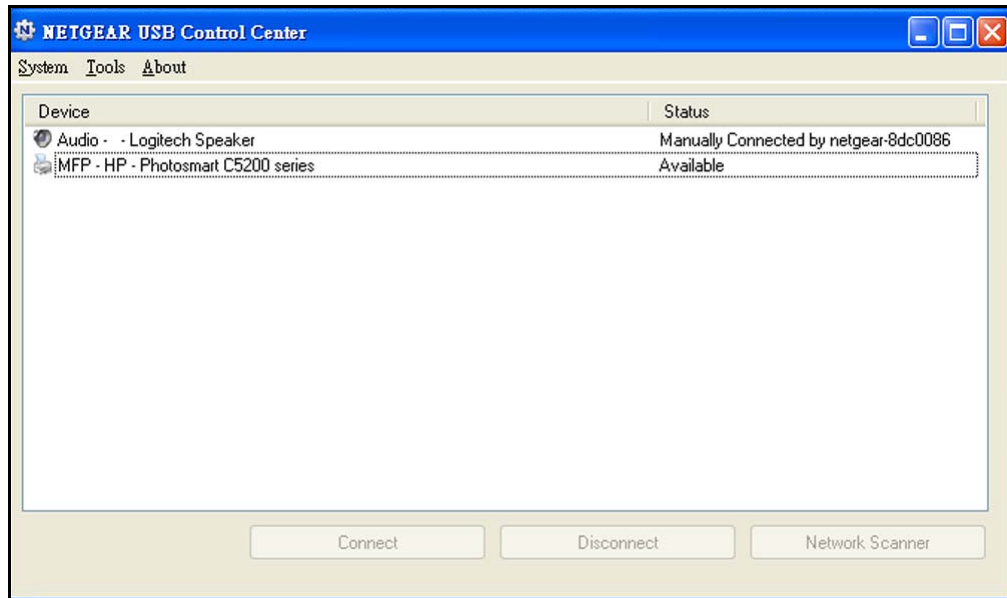 NETGEAR USB Control Center
System Tools About
Device Status
Audio - - Logitech Speaker Manually Connected by netgear-8dc0086
MFP - HP - Photosmart C5200 series Available
Connect Disconnect Network Scanner